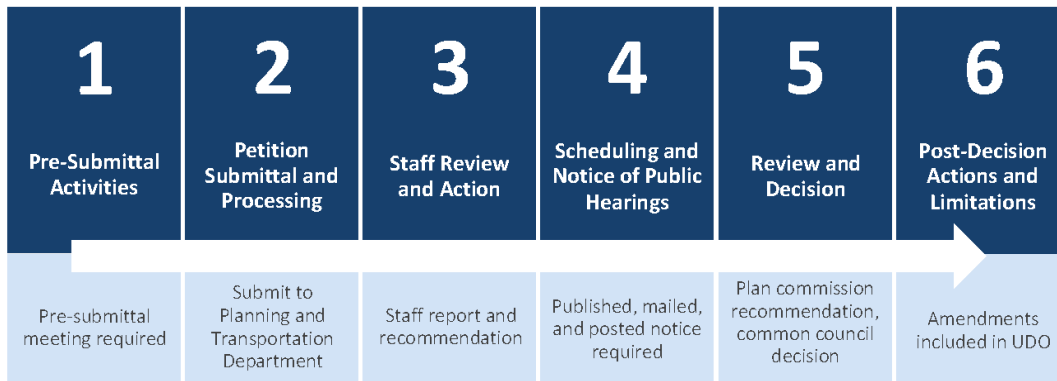 1
Pre-Submittal
Activities
Pre-submittal
meeting required
2
Petition
Submittal and
Processing
Submit to
Planning and
Transportation
Department
3
Staff Review
and Action
Staff report and
recommendation
4
Scheduling and
Notice of Public
Hearings
Published, mailed,
and posted notice
required
5
Review and
Decision
Plan commission
recommendation,
common council
decision
6
Post-Decision
Actions and
Limitations
Amendments
included in UDO